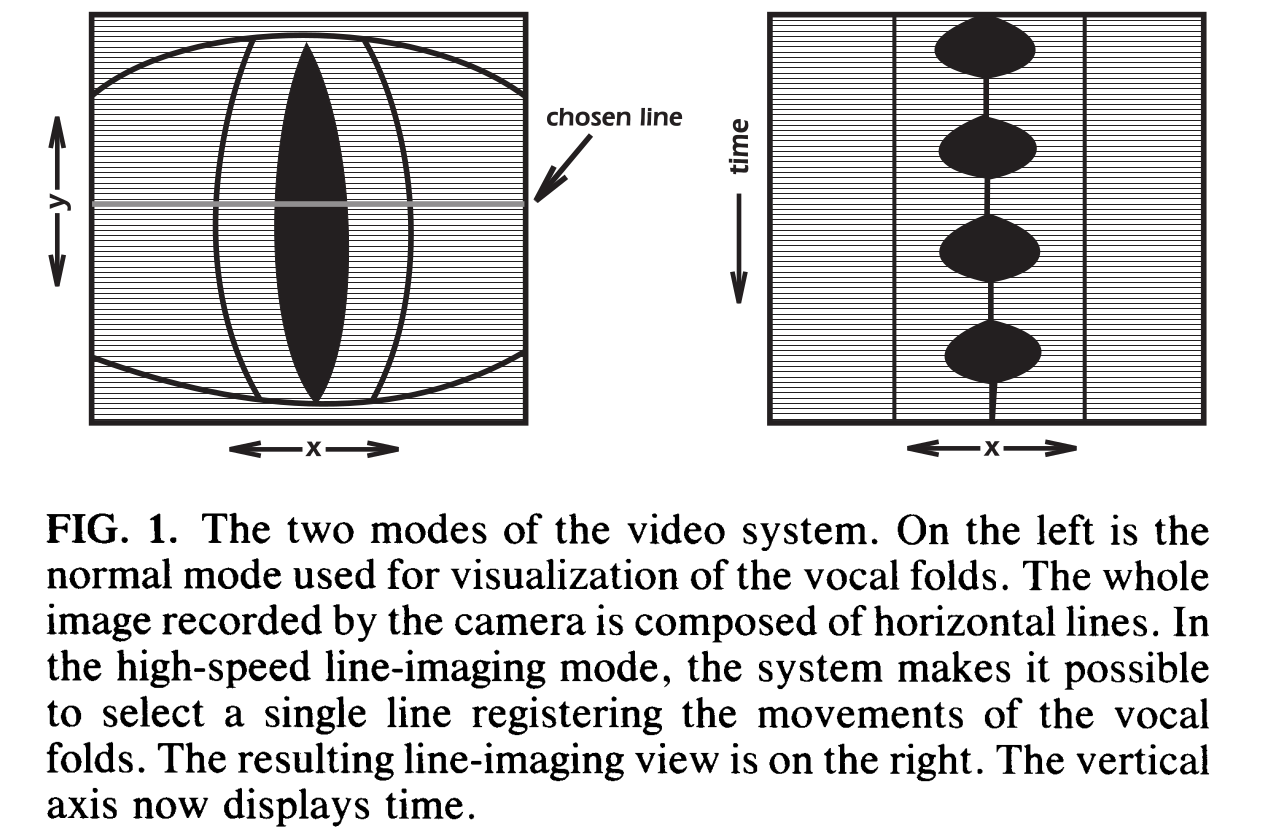 chosen line
y
x
time
x
FIG. 1. The two modes of the video system. On the left is the
normal mode used for visualization of the vocal folds. The whole
image recorded by the camera is composed of horizontal lines. In
the high-speed line-imaging mode, the system makes it possible
to select a single line registering the movements of the vocal
folds. The resulting line-imaging view is on the right. The vertical
axis now displays time.